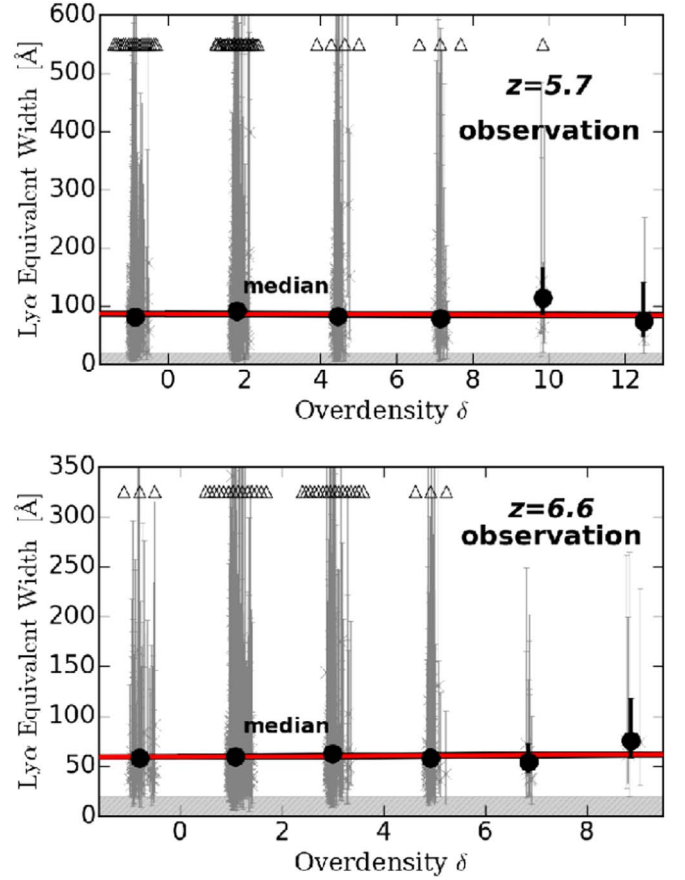 600
500
400
300
200
100
0
Lyα Equivalent Width [Å]
z=5.7
observation
median
0 2 4 6 8 10 12
Overdensity δ
350
300
250
200
150
100
50
0
Lyα Equivalent Width [Å]
z=6.6
observation
median
0 2 4 6 8
Overdensity δ